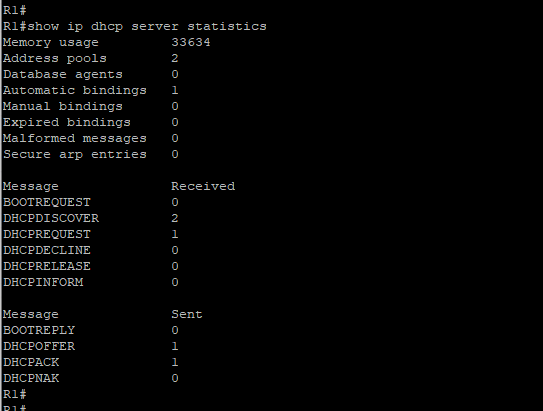 R1#
R1#show ip dhcp server statistics
Memory usage 33634
Address pools 2
Database agents 0
Automatic bindings 1
Manual bindings 0
Expired bindings 0
Malformed messages 0
Secure arp entries 0
Message Received
BOOTREQUEST 0
DHCPDISCOVER 2
DHCPREQUEST 1
DHCPDECLINE 0
DHCPRELEASE 0
DHCPINFORM 0
Message Sent
BOOTREPLY 0
DHCPOFFER 1
DHCPACK 1
DHCPNAK 0
R1#
R1#